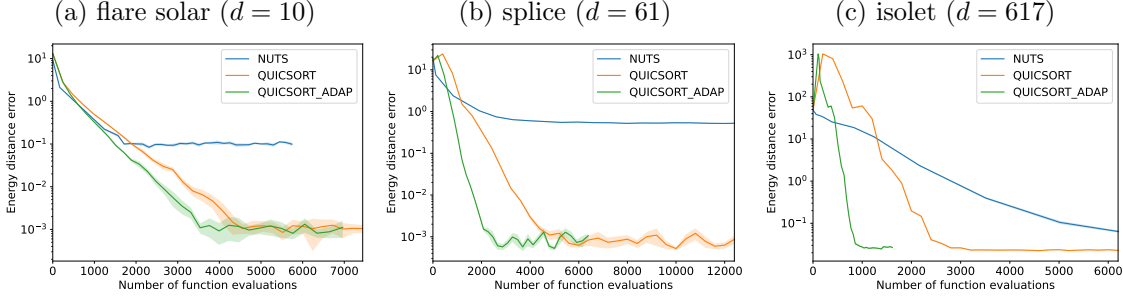 (a) flare solar (d = 10)
10¹
10⁰
10⁻¹
10⁻²
10⁻³
Energy distance error
NUTS
QUICSORT
QUICSORT_ADAP
0 1000 2000 3000 4000 5000 6000 7000
Number of function evaluations
(b) splice (d = 61)
10¹
10⁰
10⁻¹
10⁻²
10⁻³
Energy distance error
NUTS
QUICSORT
QUICSORT_ADAP
0 2000 4000 6000 8000 10000 12000
Number of function evaluations
(c) isolet (d = 617)
10³
10²
10¹
10⁰
10⁻¹
Energy distance error
NUTS
QUICSORT
QUICSORT_ADAP
0 1000 2000 3000 4000 5000 6000
Number of function evaluations